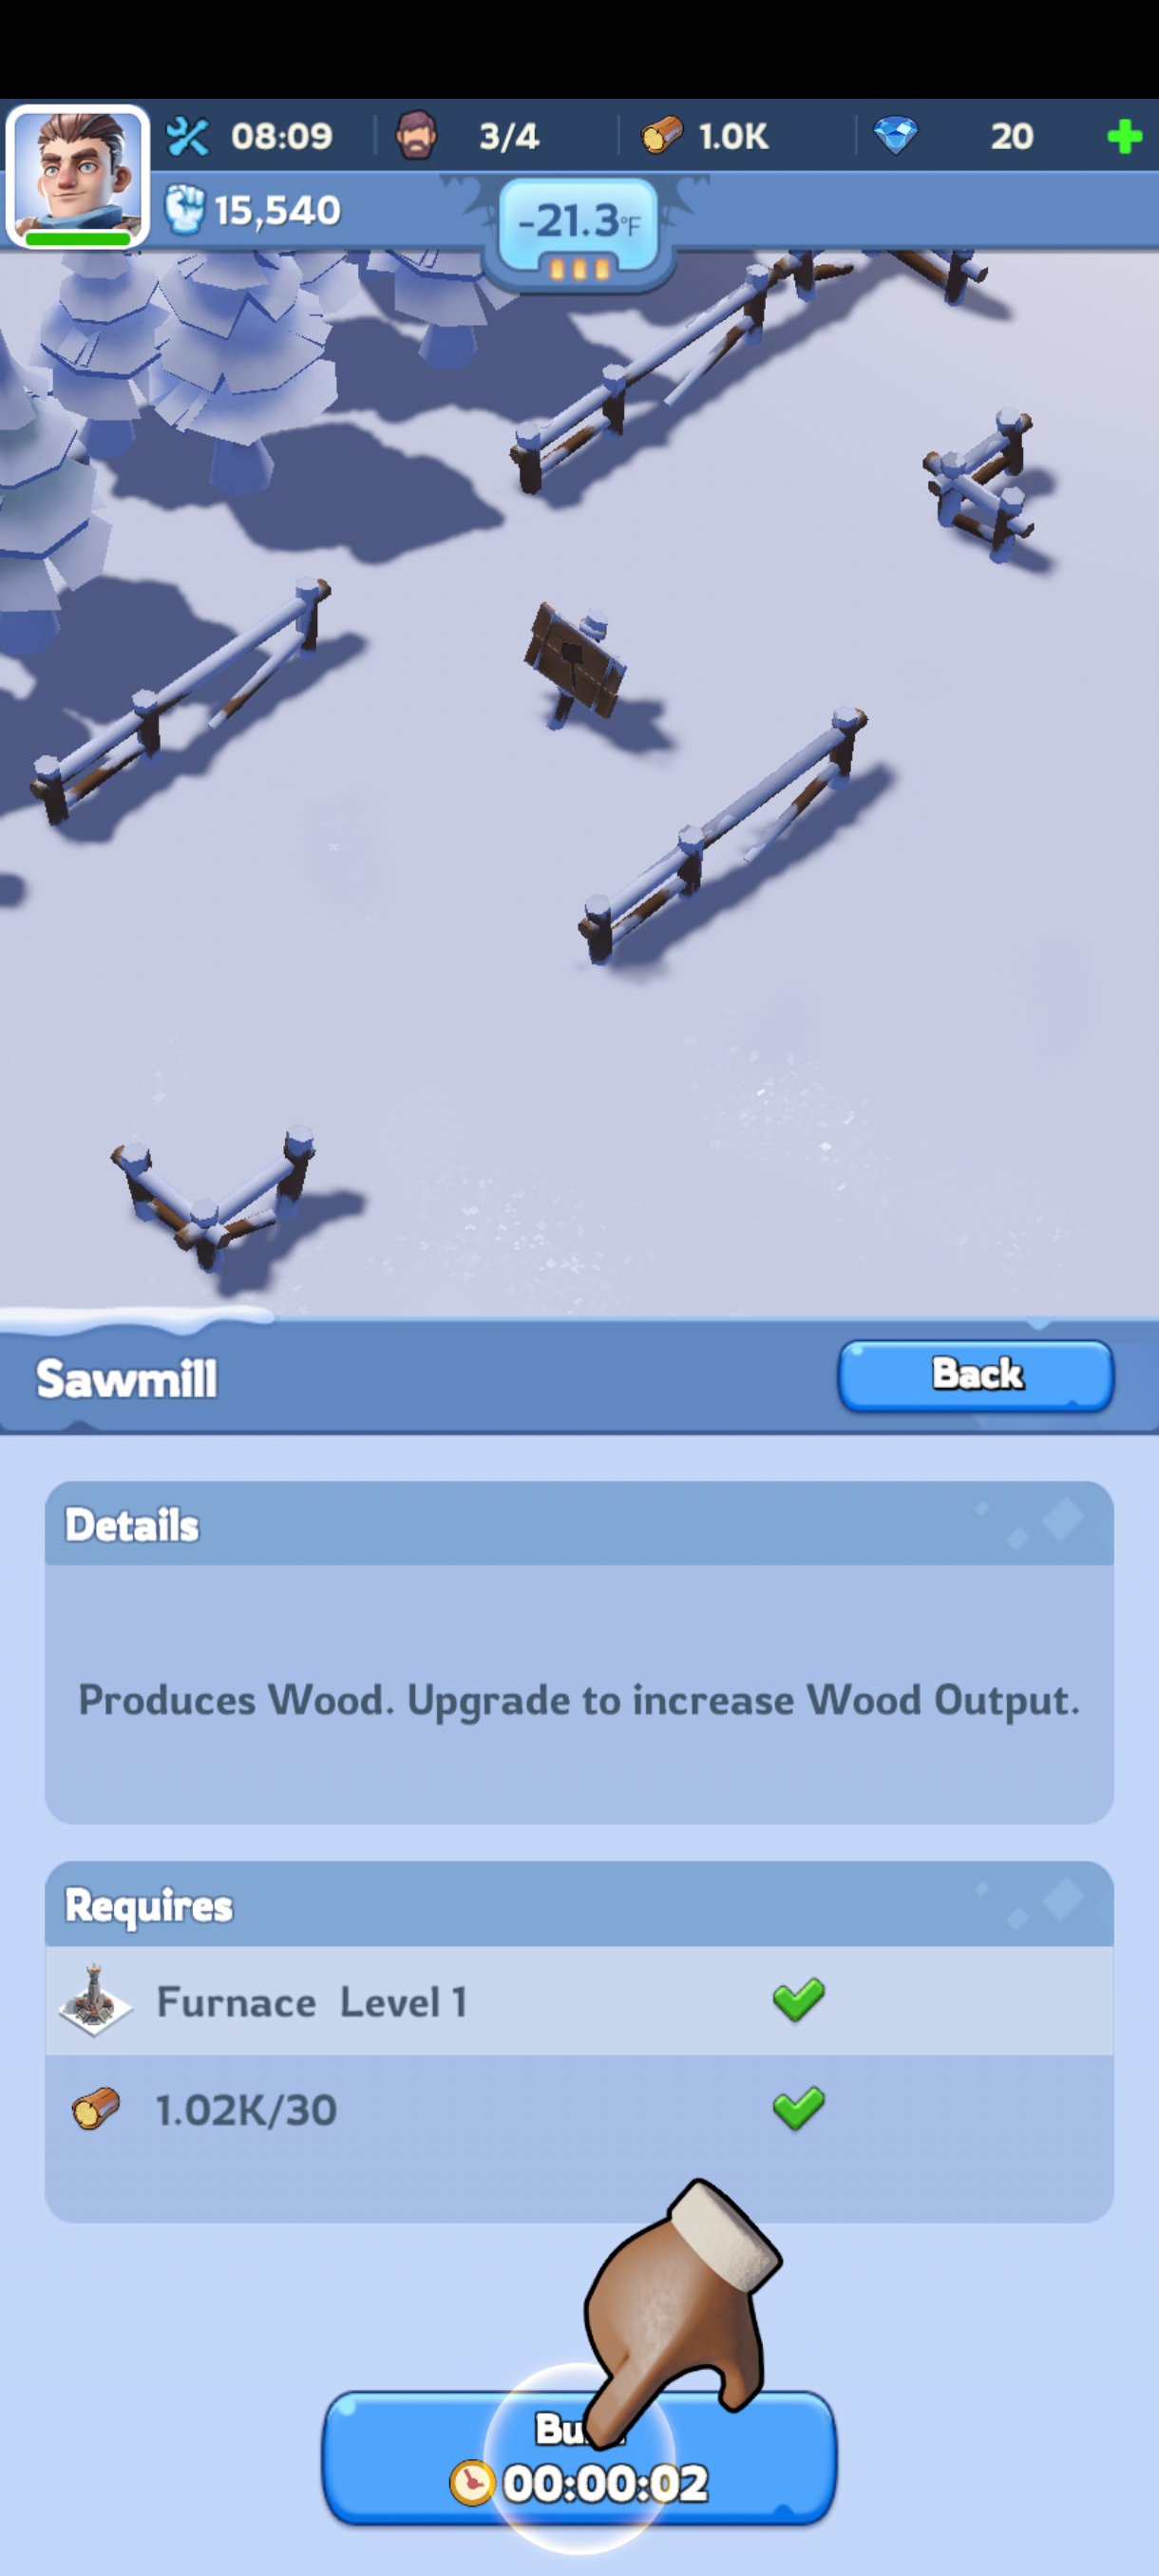 08:09
3/4
1.0K
20
15,540
-21.3°F
Sawmill
Back
Details
Produces Wood. Upgrade to increase Wood Output.
Requires
Furnace Level 1
1.02K/30
00:00:02